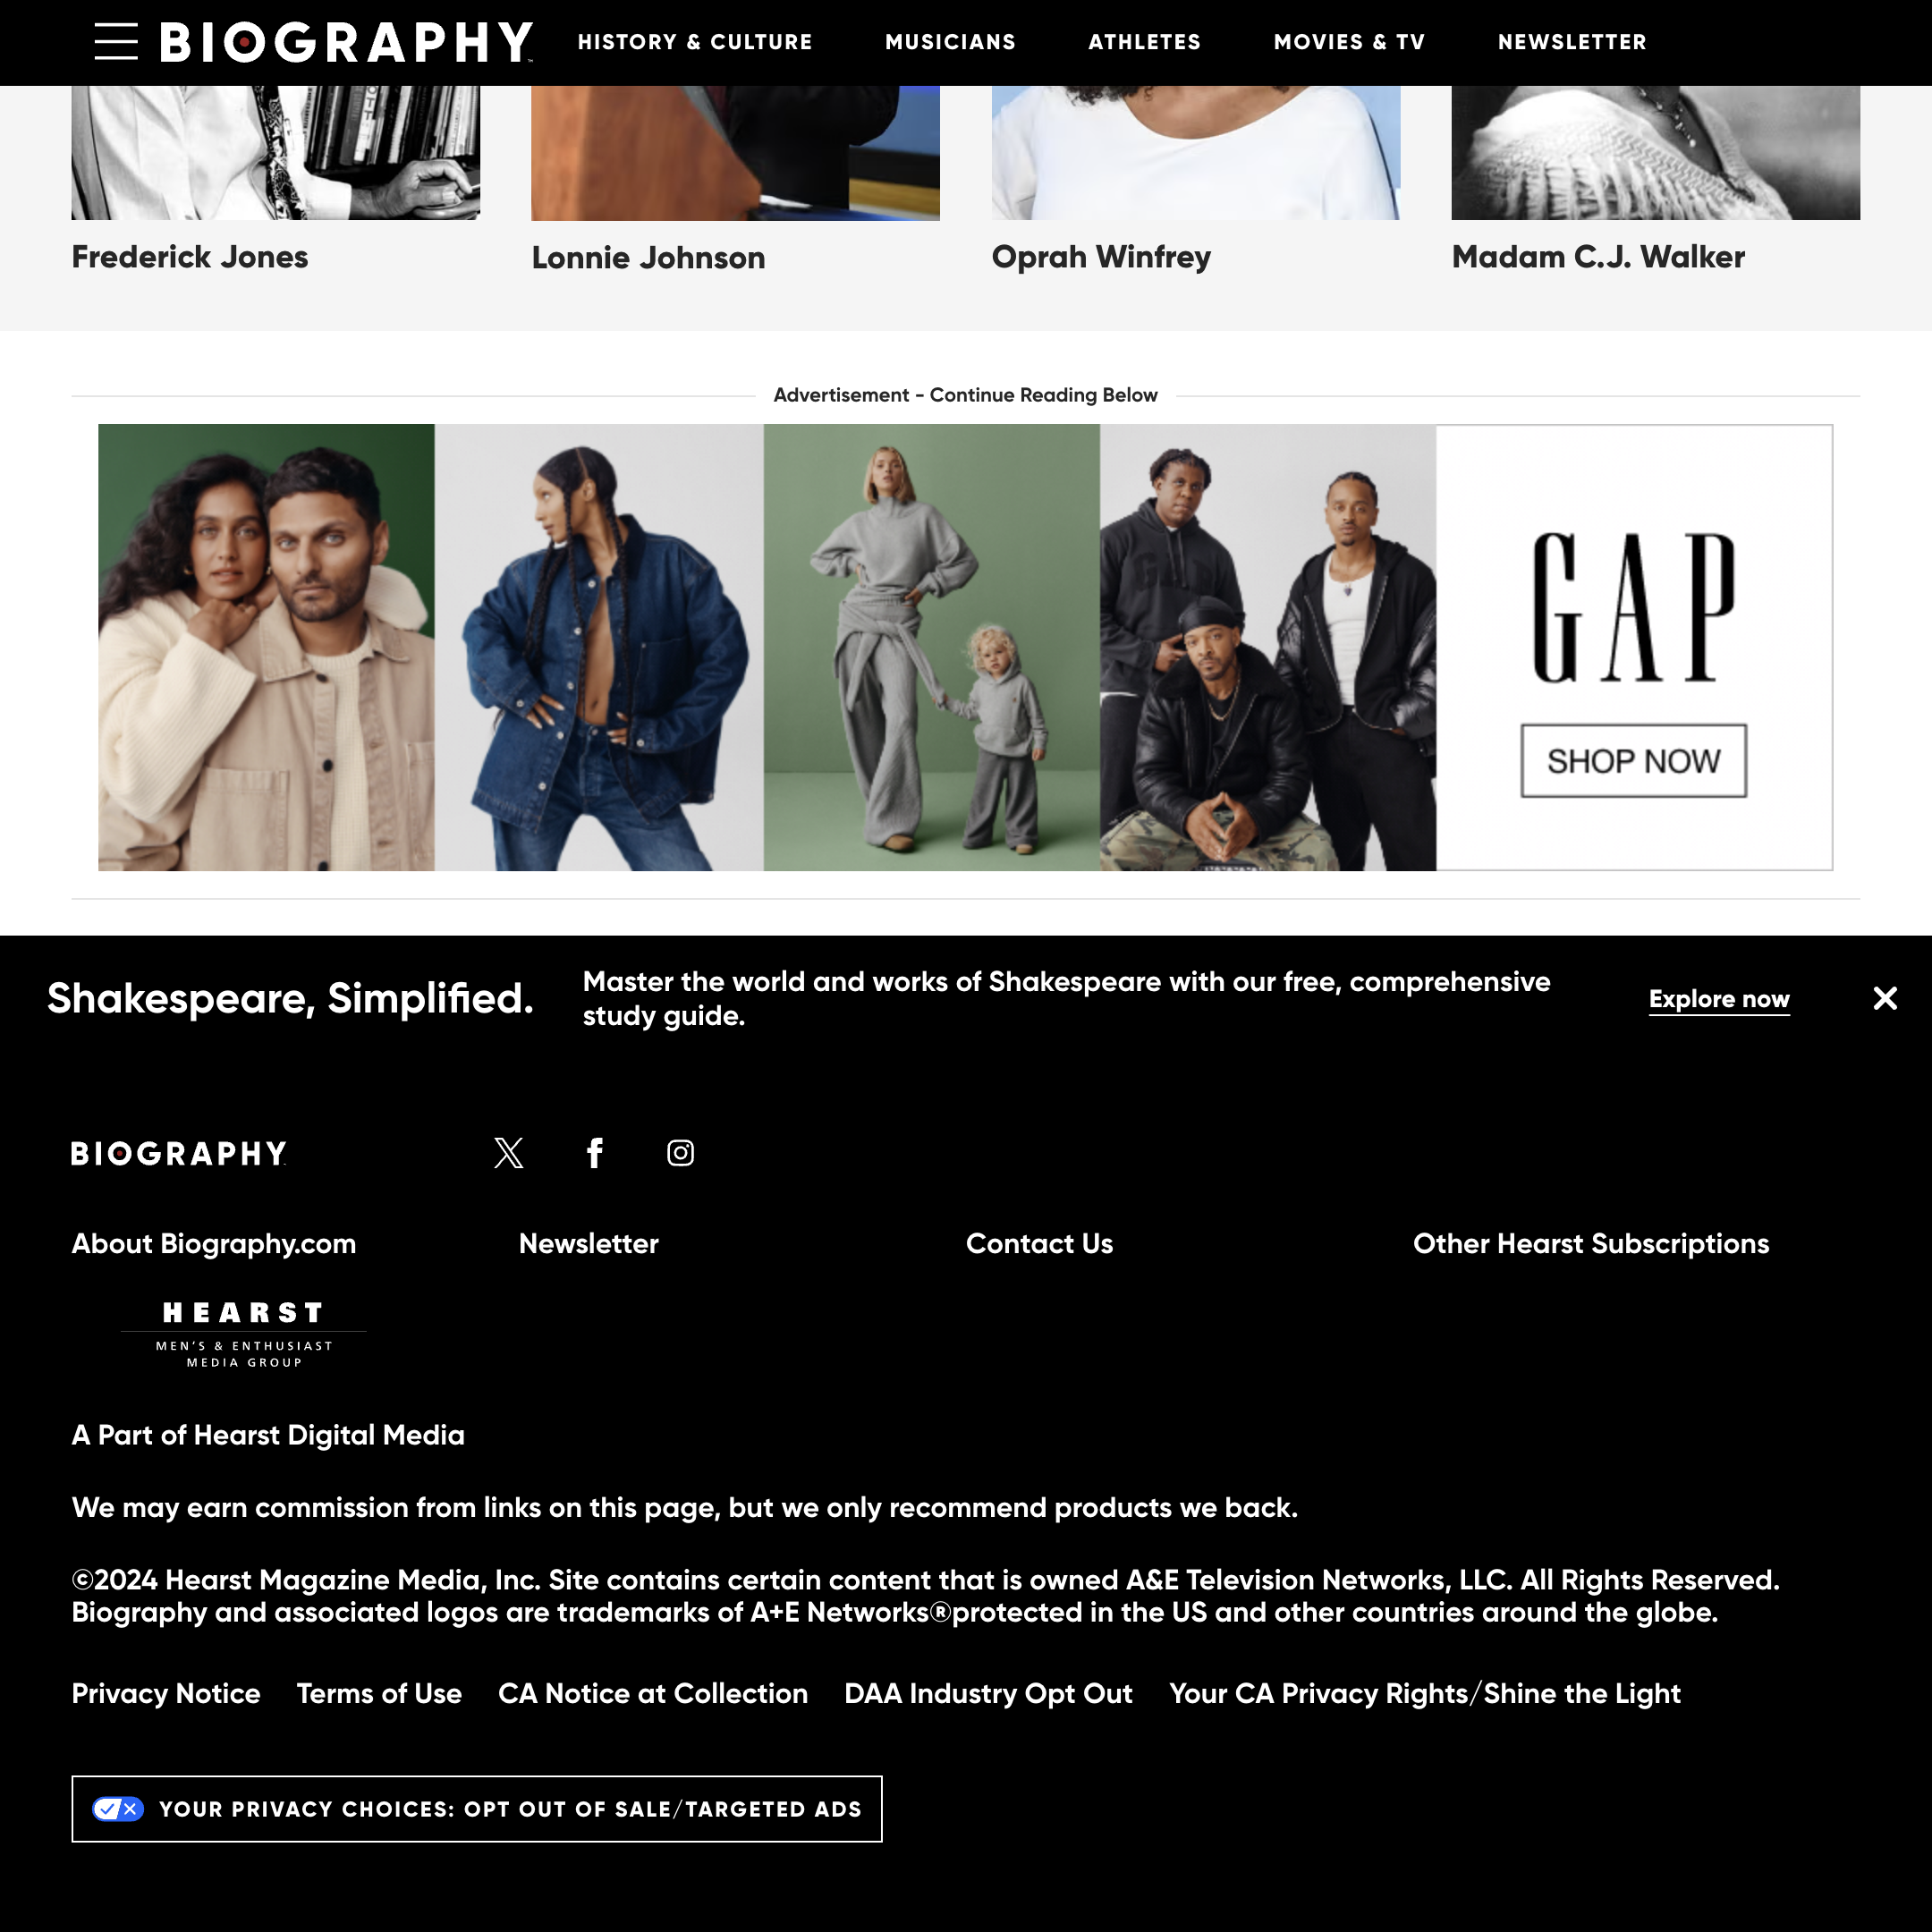 BIOGRAPHY
HISTORY & CULTURE
MUSICIANS
ATHLETES
MOVIES & TV
NEWSLETTER
Frederick Jones
Lonnie Johnson
Oprah Winfrey
Madam C.J. Walker
Advertisement - Continue Reading Below
GAP
SHOP NOW
Shakespeare, Simplified.
Master the world and works of Shakespeare with our free, comprehensive
study guide.
Explore now
BIOGRAPHY
About Biography.com
Newsletter
Contact Us
Other Hearst Subscriptions
HEARST
MEN'S & ENTHUSIAST
MEDIA GROUP
A Part of Hearst Digital Media
We may earn commission from links on this page, but we only recommend products we back.
©2024 Hearst Magazine Media, Inc. Site contains certain content that is owned A&E Television Networks, LLC. All Rights Reserved.
Biography and associated logos are trademarks of A+E Networks®protected in the US and other countries around the globe.
Privacy Notice
Terms of Use
CA Notice at Collection
DAA Industry Opt Out
Your CA Privacy Rights/Shine the Light
YOUR PRIVACY CHOICES: OPT OUT OF SALE/TARGETED ADS